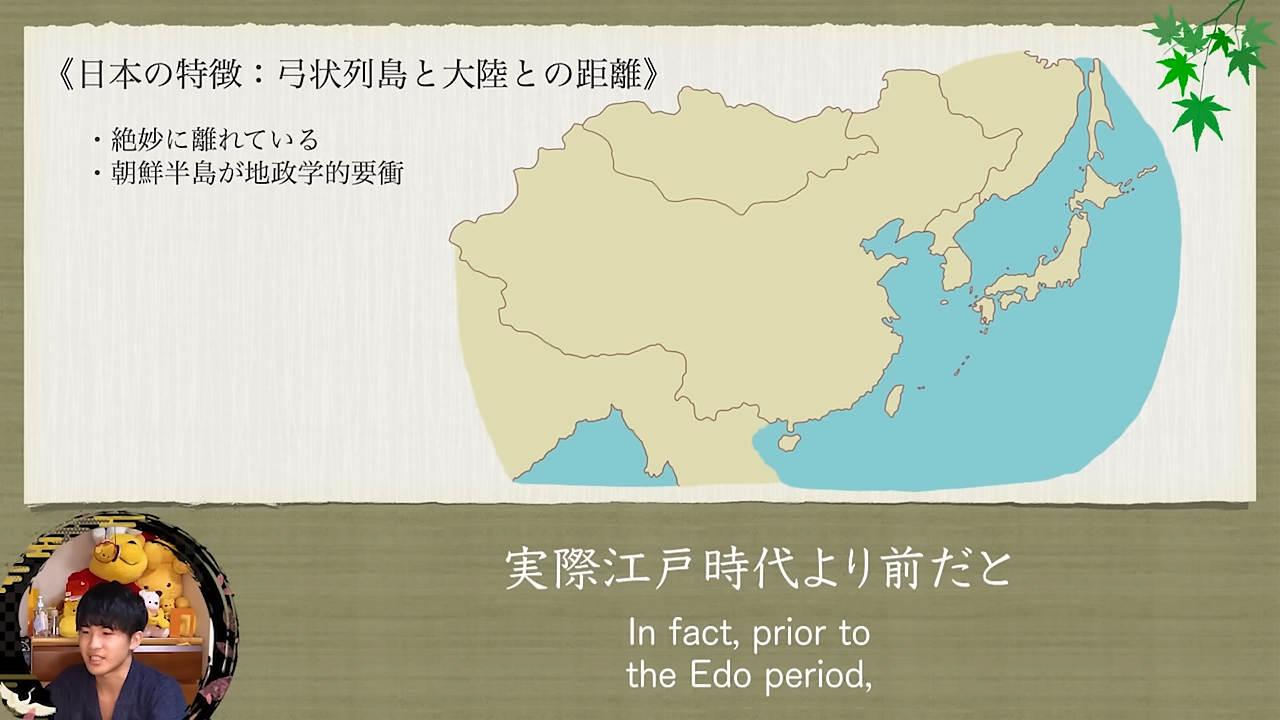 《日本の特徴：弓状列島と大陸との距離》
・絶妙に離れている
・朝鮮半島が地政学的要衝
実際江戸時代より前だと
In fact, prior to
the Edo period,